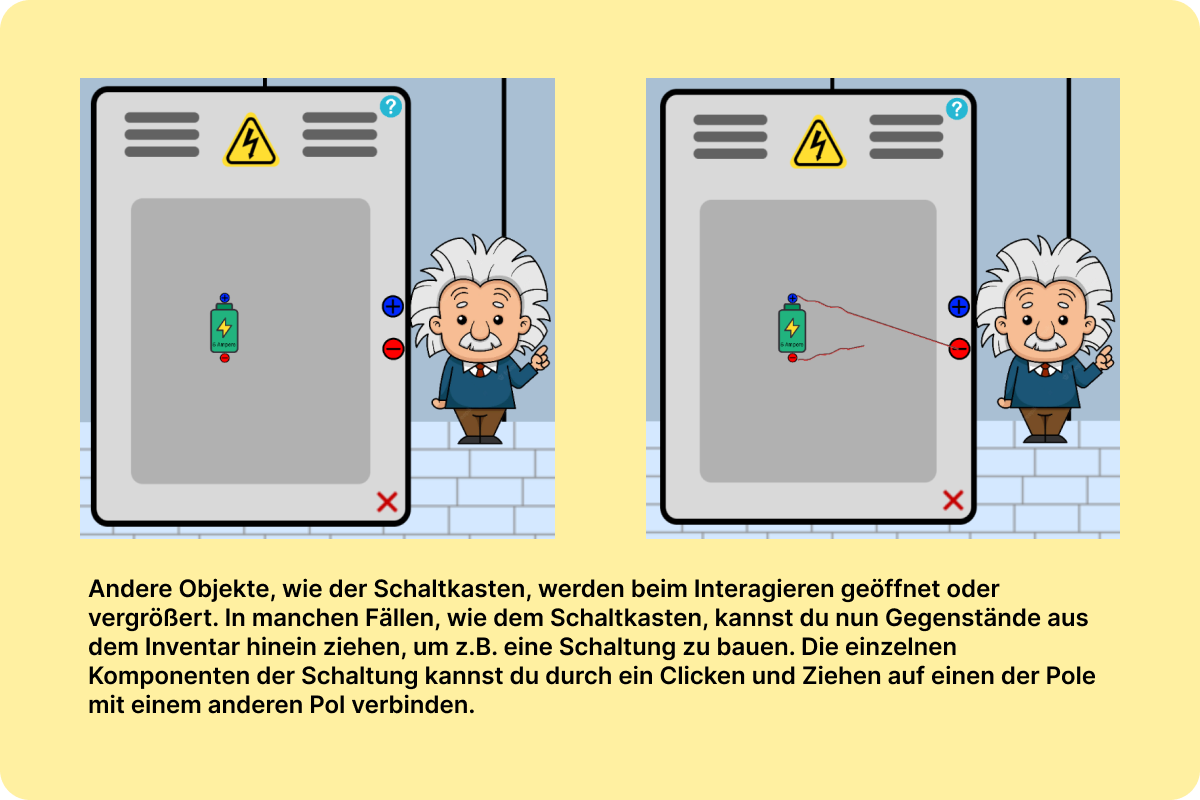 ?
?
6 Ampere
6 Ampere
Andere Objekte, wie der Schaltkasten, werden beim Interagieren geöffnet oder
vergrößert. In manchen Fällen, wie dem Schaltkasten, kannst du nun Gegenstände aus
dem Inventar hinein ziehen, um z.B. eine Schaltung zu bauen. Die einzelnen
Komponenten der Schaltung kannst du durch ein Clicken und Ziehen auf einen der Pole
mit einem anderen Pol verbinden.